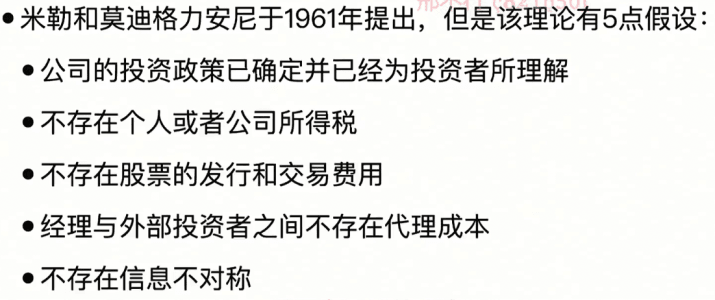 ● 米勒和莫迪格力安尼于1961年提出，但是该理论有5点假设：
● 公司的投资政策已确定并已经为投资者所理解
● 不存在个人或者公司所得税
● 不存在股票的发行和交易费用
● 经理与外部投资者之间不存在代理成本
● 不存在信息不对称